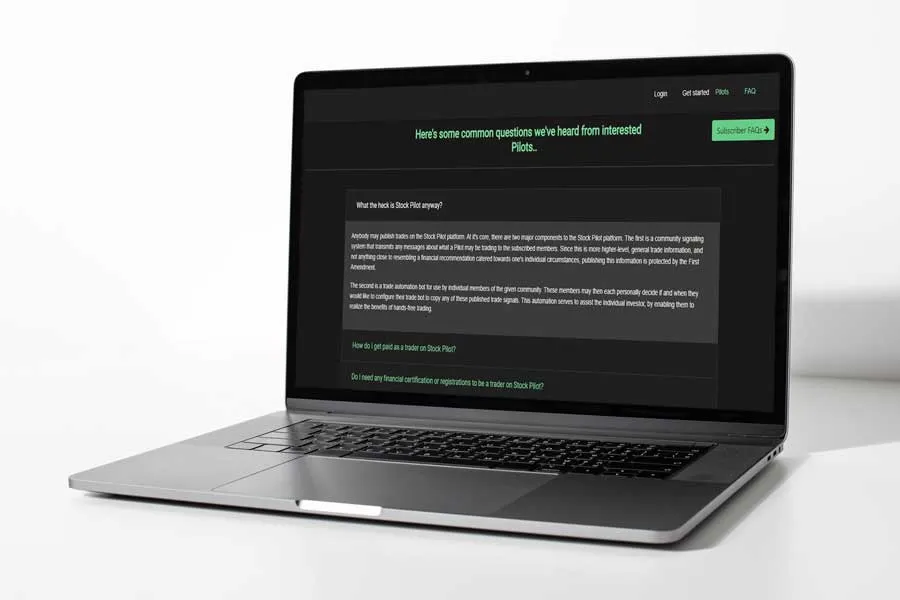 Login Get started Pilots FAQ
Here's some common questions we've heard from interested
Pilots..
Subscriber FAQs →
What the heck is Stock Pilot anyway?
Anybody may publish trades on the Stock Pilot platform. At it's core, there are two major components to the Stock Pilot platform. The first is a community signaling
system that transmits any messages about what a Pilot may be trading to the subscribed members. Since this is more higher-level, general trade information, and
not anything close to resembling a financial recommendation catered towards one's individual circumstances, publishing this information is protected by the First
Amendment.
The second is a trade automation bot for use by individual members of the given community. These members may then each personally decide if and when they
would like to configure their trade bot to copy any of these published trade signals. This automation serves to assist the individual investor, by enabling them to
realize the benefits of hands-free trading.
How do I get paid as a trader on Stock Pilot?
Do I need any financial certification or registrations to be a trader on Stock Pilot?